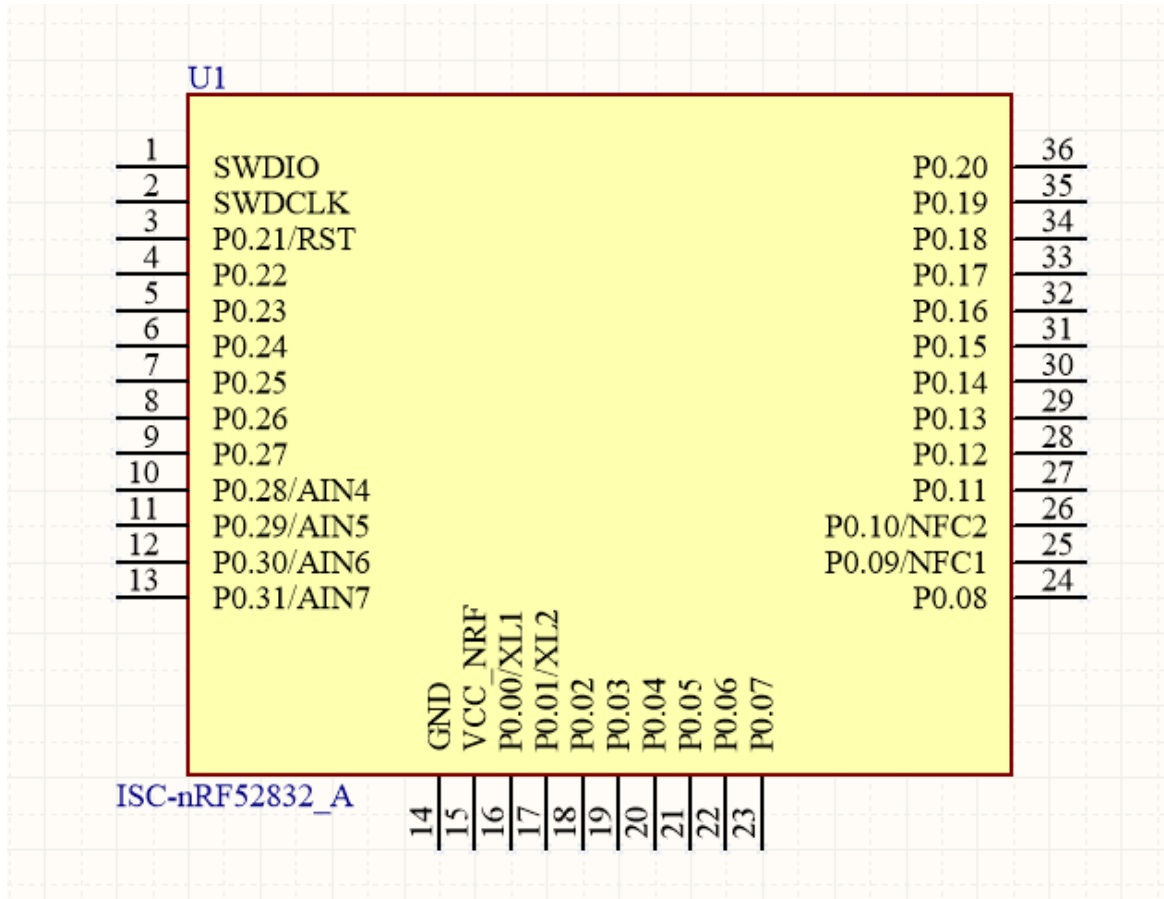 U1
1 SWDIO
2 SWDCLK
3 P0.21/RST
4 P0.22
5 P0.23
6 P0.24
7 P0.25
8 P0.26
9 P0.27
10 P0.28/AIN4
11 P0.29/AIN5
12 P0.30/AIN6
13 P0.31/AIN7
P0.20 36
P0.19 35
P0.18 34
P0.17 33
P0.16 32
P0.15 31
P0.14 30
P0.13 29
P0.12 28
P0.11 27
P0.10/NFC2 26
P0.09/NFC1 25
P0.08 24
GND 14
VCC_NRF 15
P0.00/XL1 16
P0.01/XL2 17
P0.02 18
P0.03 19
P0.04 20
P0.05 21
P0.06 22
P0.07 23
ISC-nRF52832_A